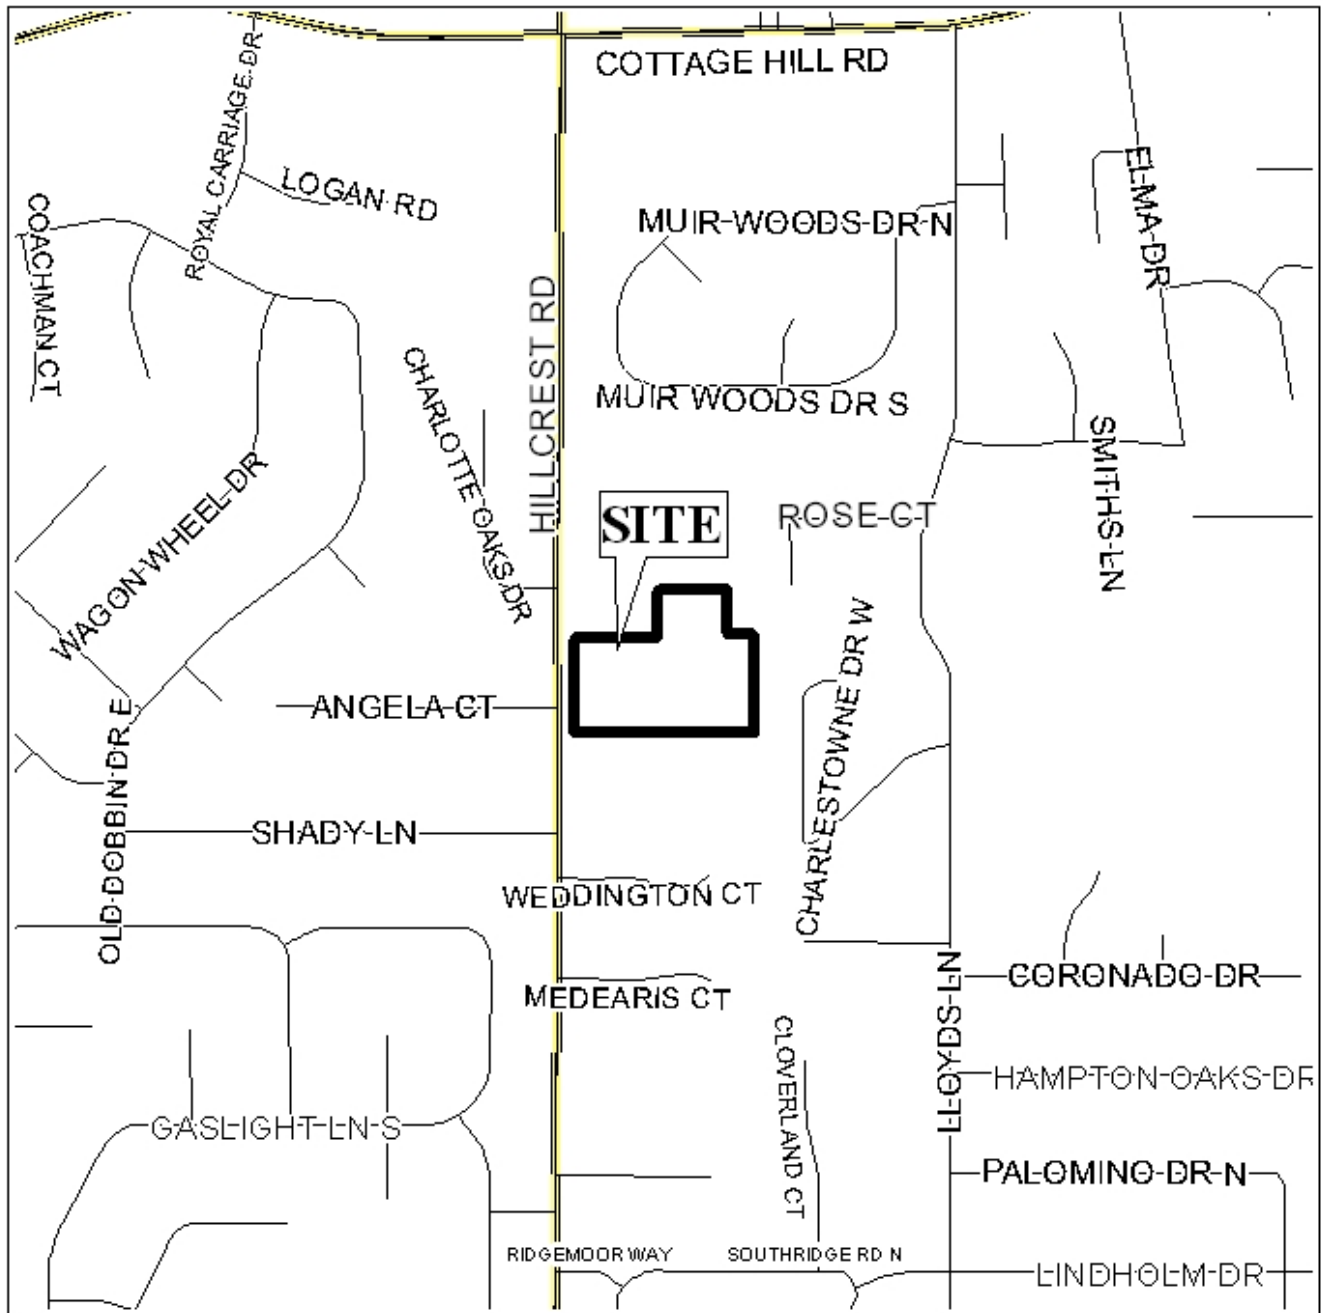 COTTAGE HILL RD
ROYAL CARRIAGE DR
LOGAN RD
COACHMAN CT
MUIR WOODS DR N
ELMA DR
HILLCREST RD
CHARLOTTE OAKS DR
MUIR WOODS DR S
SMITHS LN
WAGON WHEEL DR
SITE
ROSE CT
CHARLESTOWNE DR W
ANGELA CT
OLD DOBBIN DR E
SHADY LN
WEDDINGTON CT
MEDEARIS CT
LLOYDS LN
CORONADO DR
CLOVERLAND CT
HAMPTON OAKS DR
GASLIGHT LN S
PALOMINO DR N
RIDGEMOOR WAY
SOUTHRIDGE RD N
LINDHOLM DR